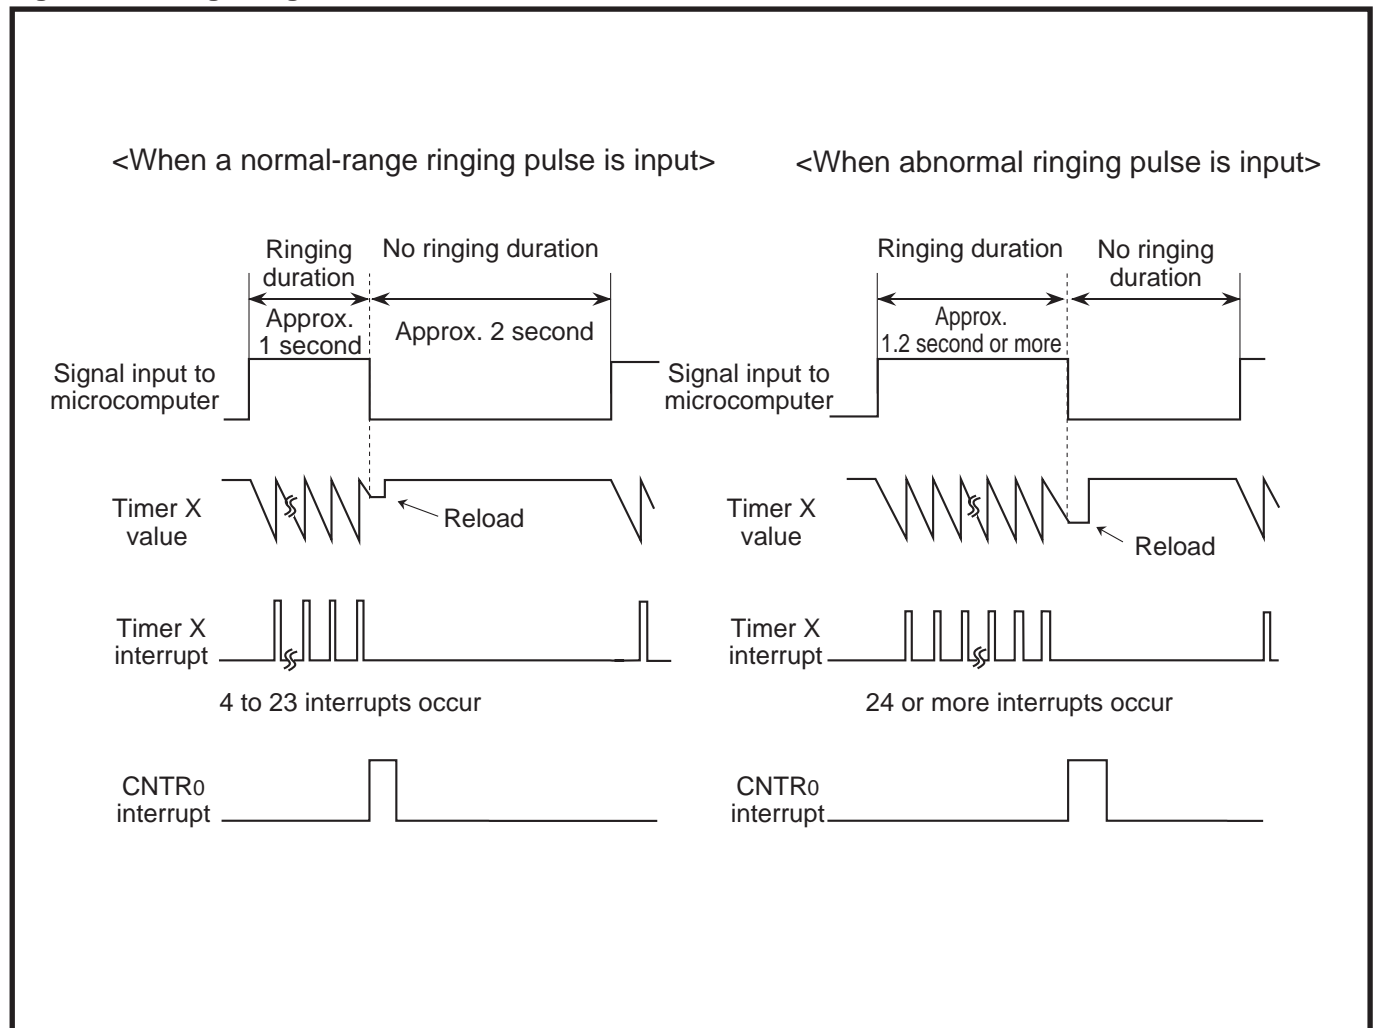 <When a normal-range ringing pulse is input>
Ringing
duration
No ringing duration
Approx.
1 second
Approx. 2 second
Signal input to
microcomputer
Timer X
value
Reload
Timer X
interrupt
4 to 23 interrupts occur
CNTR0
interrupt
<When abnormal ringing pulse is input>
Ringing duration
No ringing
duration
Approx.
1.2 second or more
Signal input to
microcomputer
Timer X
value
Reload
Timer X
interrupt
24 or more interrupts occur
CNTR0
interrupt